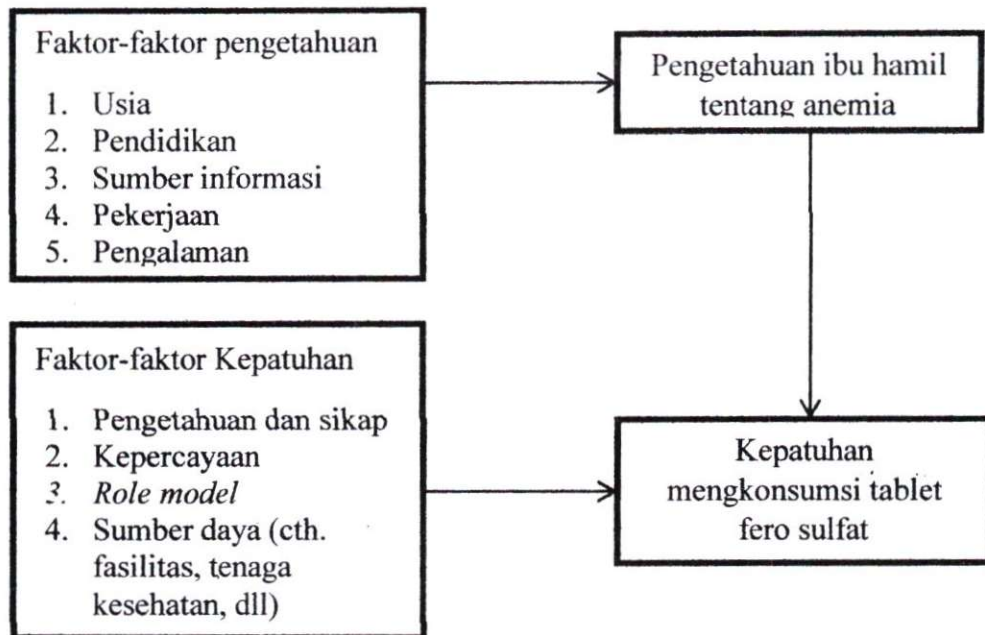 Faktor-faktor pengetahuan
1. Usia
2. Pendidikan
3. Sumber informasi
4. Pekerjaan
5. Pengalaman
Pengetahuan ibu hamil
tentang anemia
Faktor-faktor Kepatuhan
1. Pengetahuan dan sikap
2. Kepercayaan
3. Role model
4. Sumber daya (cth.
fasilitas, tenaga
kesehatan, dll)
Kepatuhan
mengkonsumsi tablet
fero sulfat